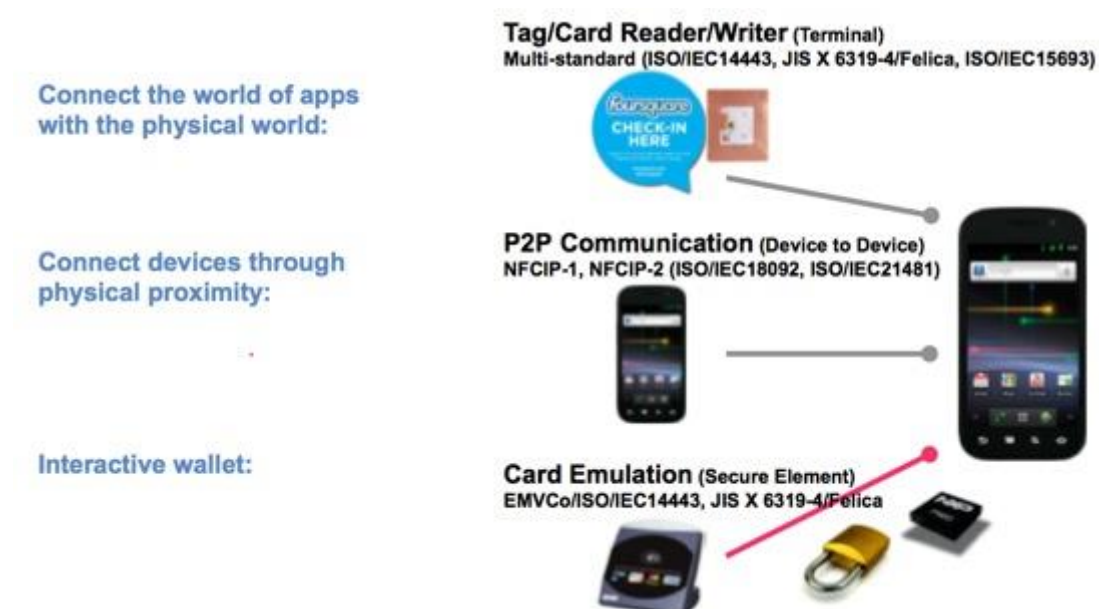 Tag/Card Reader/Writer (Terminal)
Multi-standard (ISO/IEC14443, JIS X 6319-4/Felica, ISO/IEC15693)
Connect the world of apps
with the physical world:
foursquare
CHECK-IN
HERE
P2P Communication (Device to Device)
NFCIP-1, NFCIP-2 (ISO/IEC18092, ISO/IEC21481)
Connect devices through
physical proximity:
Interactive wallet:
Card Emulation (Secure Element)
EMVCo/ISO/IEC14443, JIS X 6319-4/Felica